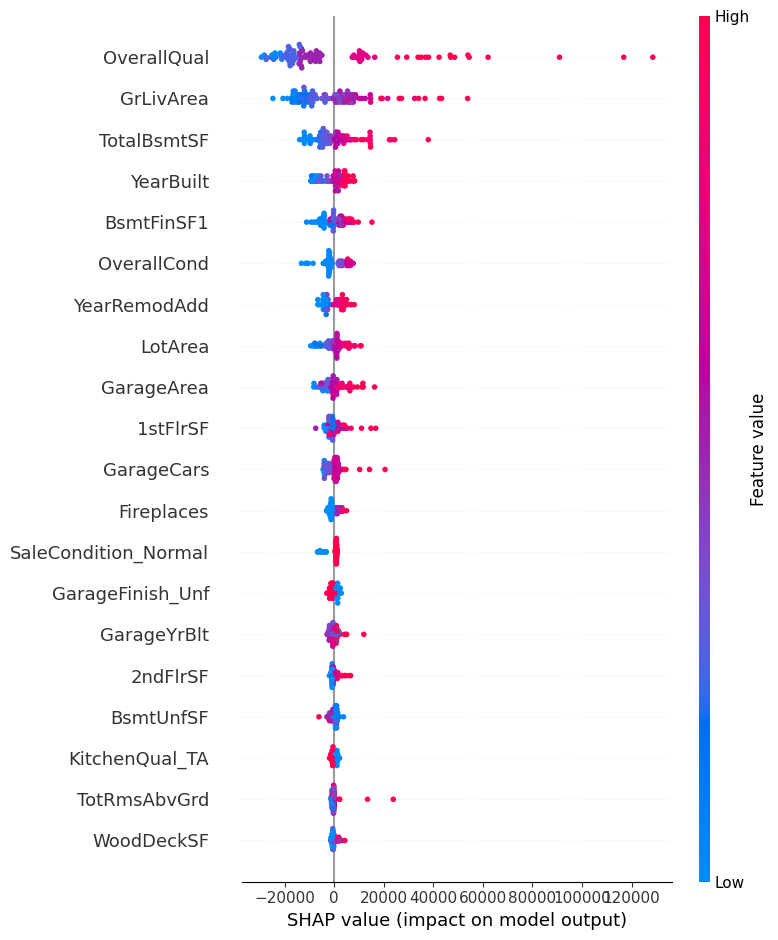 High
OverallQual
GrLivArea
TotalBsmtSF
YearBuilt
BsmtFinSF1
OverallCond
YearRemodAdd
LotArea
GarageArea
1stFlrSF
GarageCars
Fireplaces
SaleCondition_Normal
GarageFinish_Unf
GarageYrBlt
2ndFlrSF
BsmtUnfSF
KitchenQual_TA
TotRmsAbvGrd
WoodDeckSF
Feature value
Low
−20000 0 20000 40000 60000 80000 100000 120000
SHAP value (impact on model output)